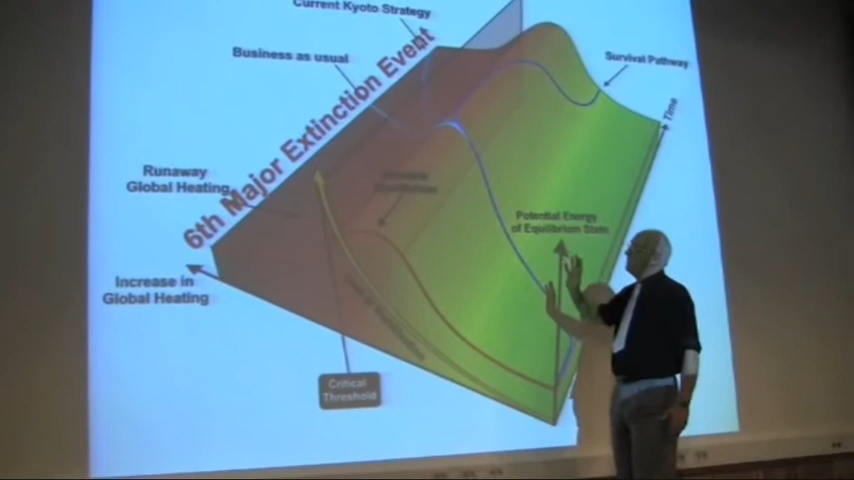 Current Kyoto Strategy
Business as usual
Survival Pathway
6th Major Extinction Event
Time
Runaway
Global Heating
Potential Energy
of Equilibrium State
Increase in
Global Heating
Critical
Threshold